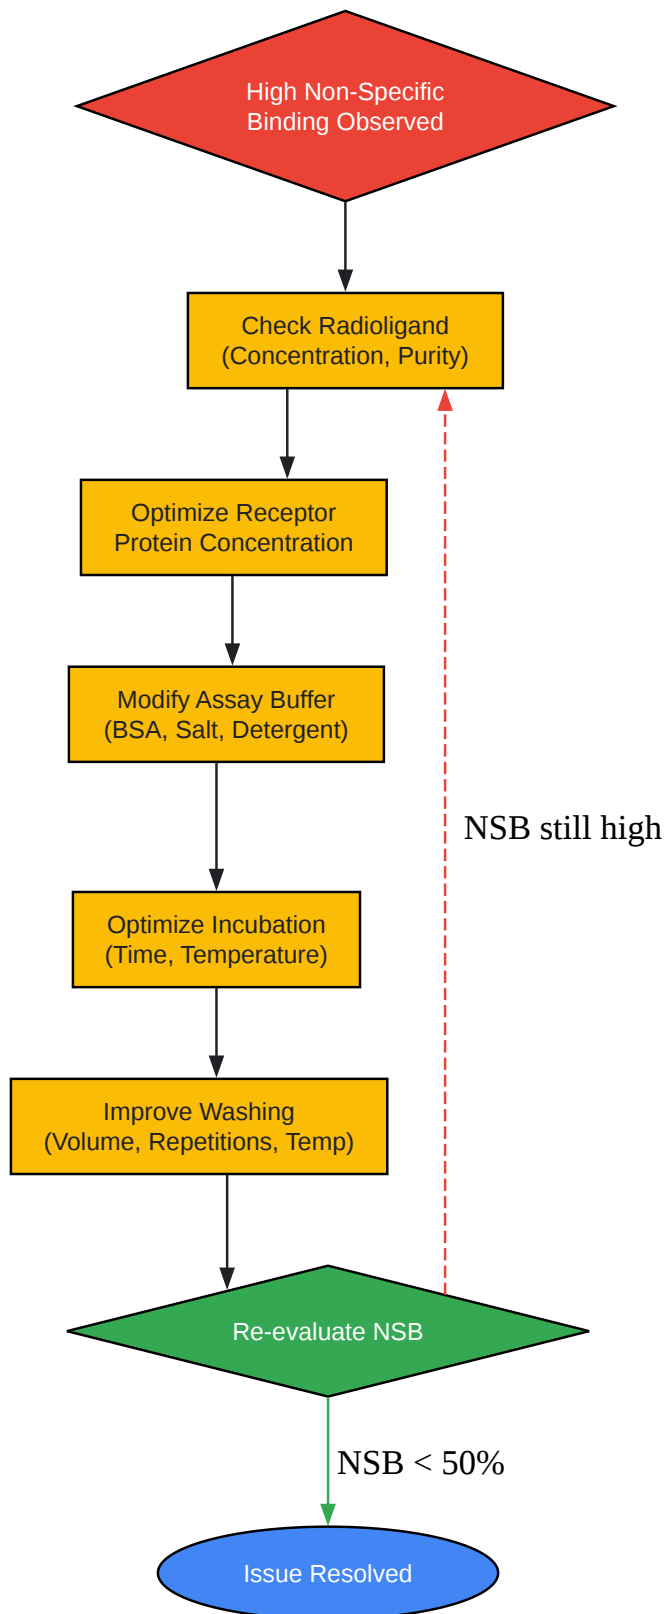 High Non-Specific
Binding Observed
Check Radioligand
(Concentration, Purity)
Optimize Receptor
Protein Concentration
Modify Assay Buffer
(BSA, Salt, Detergent)
NSB still high
Optimize Incubation
(Time, Temperature)
Improve Washing
(Volume, Repetitions, Temp)
Re-evaluate NSB
NSB < 50%
Issue Resolved